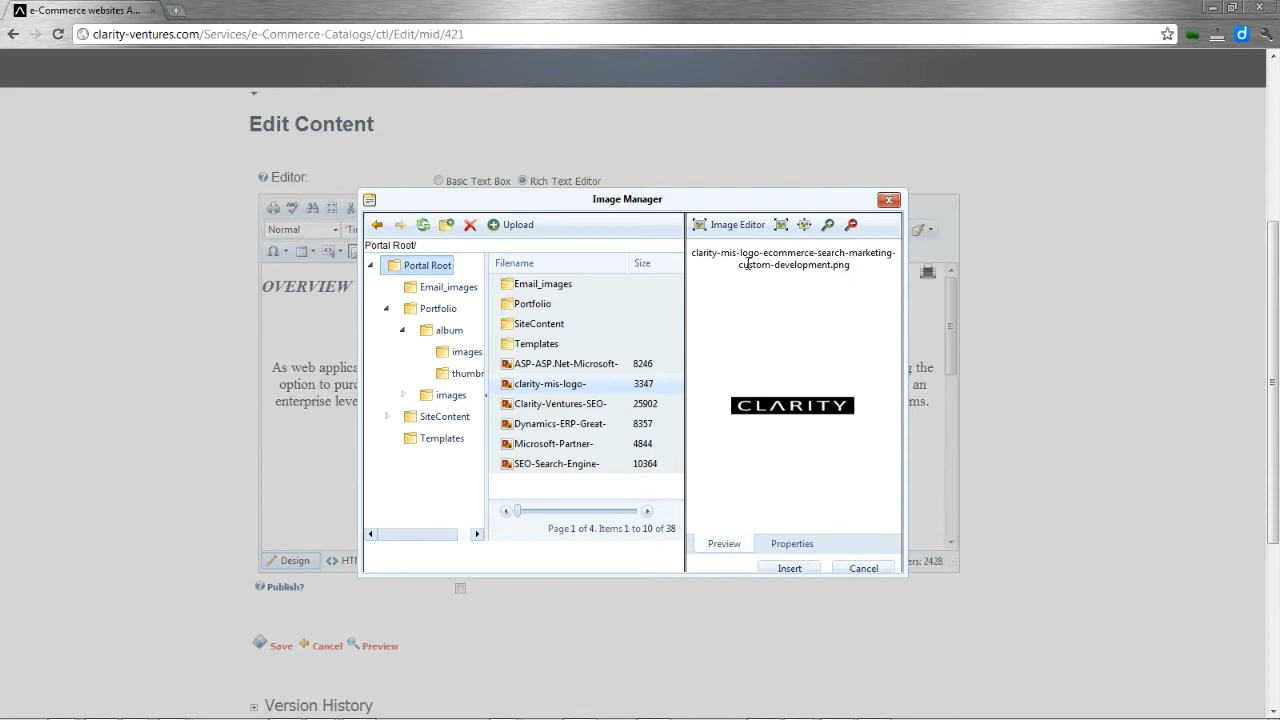 e-Commerce websites A...
clarity-ventures.com/Services/e-Commerce-Catalogs/ctl/Edit/mid/421
Edit Content
Editor:
Basic Text Box
Rich Text Editor
Normal
OVERVIEW
As web applica
option to purc
enterprise leve
g the
an
ms.
Image Manager
Upload
Image Editor
Portal Root/
Portal Root
Email_images
Portfolio
album
images
thumbr
images
SiteContent
Templates
Filename Size
Email_images
Portfolio
SiteContent
Templates
ASP-ASP.Net-Microsoft- 8246
clarity-mis-logo- 3347
Clarity-Ventures-SEO- 25902
Dynamics-ERP-Great- 8357
Microsoft-Partner- 4844
SEO-Search-Engine- 10364
Page 1 of 4. Items 1 to 10 of 38
clarity-mis-logo-ecommerce-search-marketing-
custom-development.png
CLARITY
Preview
Properties
Insert
Cancel
Design
HTM
ers: 2428
Publish?
Save
Cancel
Preview
Version History